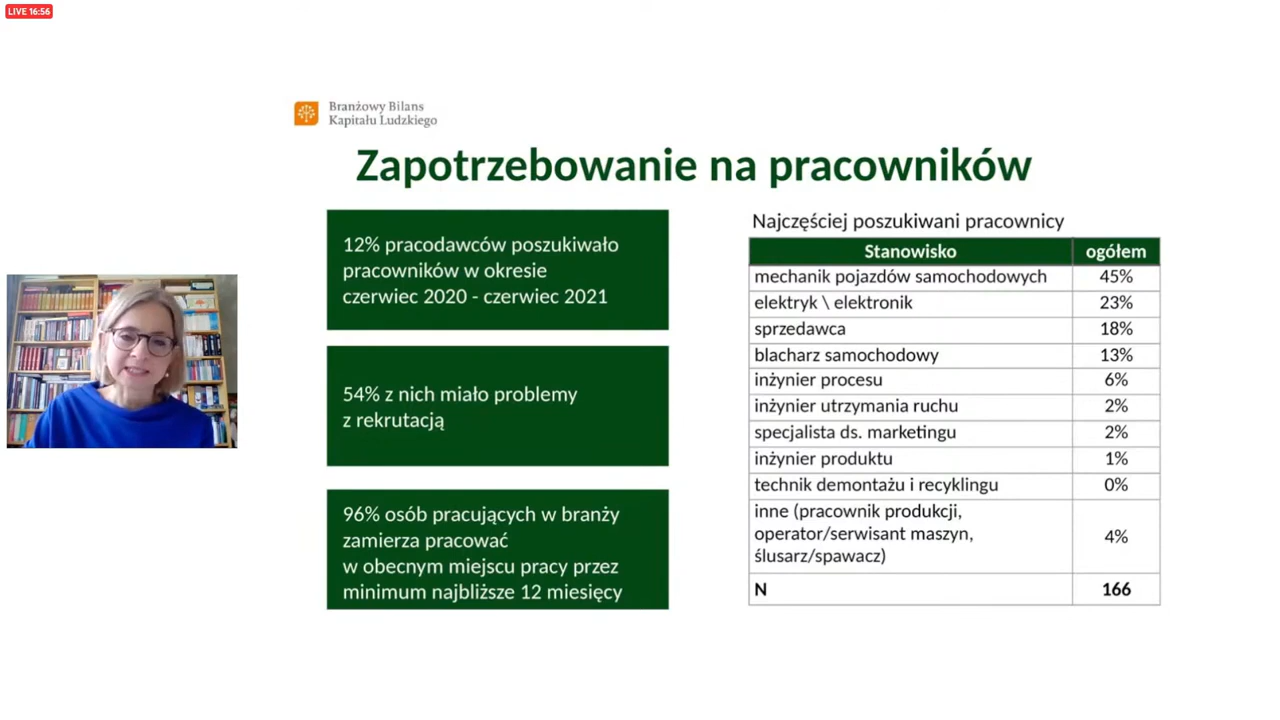 LIVE 16:56
Branżowy Bilans
Kapitału Ludzkiego
Zapotrzebowanie na pracowników
12% pracodawców poszukiwało
pracowników w okresie
czerwiec 2020 - czerwiec 2021
54% z nich miało problemy
z rekrutacją
96% osób pracujących w branży
zamierza pracować
w obecnym miejscu pracy przez
minimum najbliższe 12 miesięcy
Najczęściej poszukiwani pracownicy
Stanowisko ogółem
mechanik pojazdów samochodowych 45%
elektryk \ elektronik 23%
sprzedawca 18%
blacharz samochodowy 13%
inżynier procesu 6%
inżynier utrzymania ruchu 2%
specjalista ds. marketingu 2%
inżynier produktu 1%
technik demontażu i recyklingu 0%
inne (pracownik produkcji,
operator/serwisant maszyn, 4%
ślusarz/spawacz)
N 166